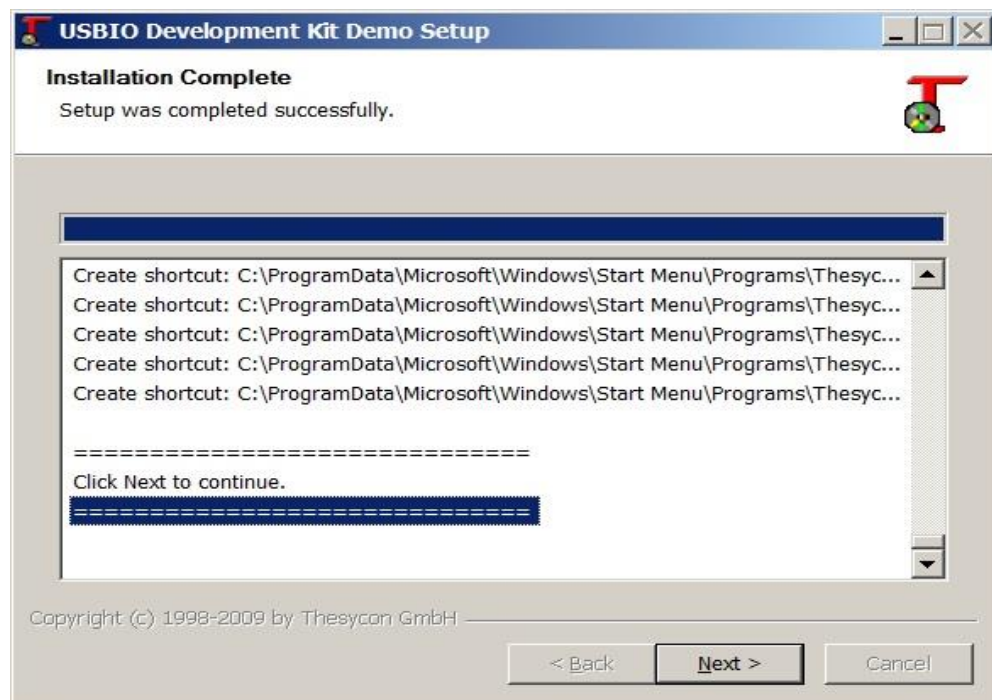 USBIO Development Kit Demo Setup
Installation Complete
Setup was completed successfully.
Create shortcut: C:\ProgramData\Microsoft\Windows\Start Menu\Programs\Thesyc...
Create shortcut: C:\ProgramData\Microsoft\Windows\Start Menu\Programs\Thesyc...
Create shortcut: C:\ProgramData\Microsoft\Windows\Start Menu\Programs\Thesyc...
Create shortcut: C:\ProgramData\Microsoft\Windows\Start Menu\Programs\Thesyc...
Create shortcut: C:\ProgramData\Microsoft\Windows\Start Menu\Programs\Thesyc...
==============================
Click Next to continue.
==============================
Copyright (c) 1998-2009 by Thesycon GmbH
< Back Next > Cancel